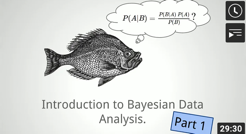 P(A|B) = P(B|A) P(A) / P(B) ?
Introduction to Bayesian Data
Analysis.
Part 1
29:30